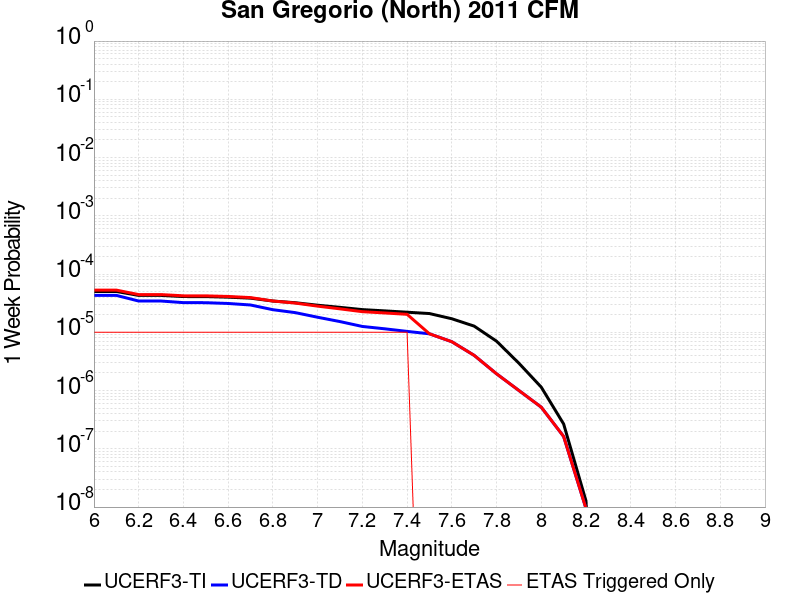 San Gregorio (North) 2011 CFM
10^0
10^-1
10^-2
10^-3
10^-4
10^-5
10^-6
10^-7
10^-8
1 Week Probability
6 6.2 6.4 6.6 6.8 7 7.2 7.4 7.6 7.8 8 8.2 8.4 8.6 8.8 9
Magnitude
UCERF3-TI UCERF3-TD UCERF3-ETAS ETAS Triggered Only